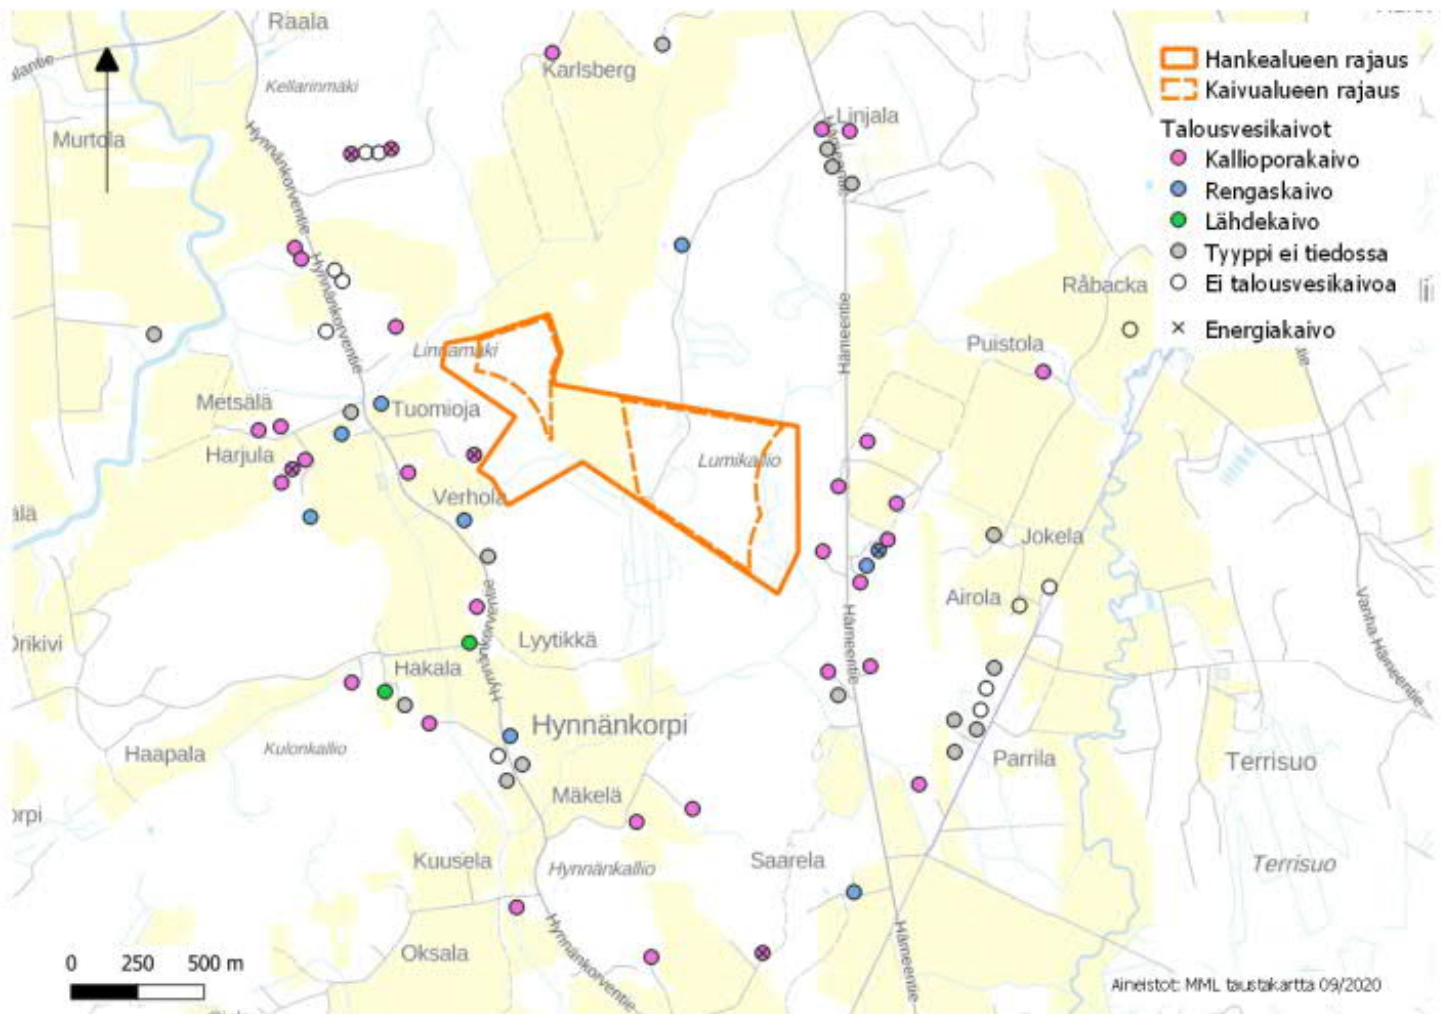 Raala
Karlsberg
Kellarinmäki
Murtola
Hynnänkorventie
Linjala
Hynnänkorventie
Hankealueen rajaus
Kaivualueen rajaus
Talousvesikaivot
Kallioporakaivo
Rengaskaivo
Lähdekaivo
Tyyppi ei tiedossa
Ei talousvesikaivoa
Energiakaivo
Råbacka
Hämeentie
Puistola
Linnamäki
Metsälä
Tuomioja
Harjula
Lumikallio
Verhola
Jokela
Airola
Hynnänkorventie
Lyytikkä
Hämeentie
Vanha Hämeentie
Hakala
Hynnänkorpi
Haapala
Kulonkallio
Parrila
Terrisuo
Mäkelä
Kuusela
Hynnänkallio
Saarela
Terrisuo
Oksala
Hynnänkorventie
Hämeentie
0 250 500 m
Aineistot: MML taustakartta 09/2020